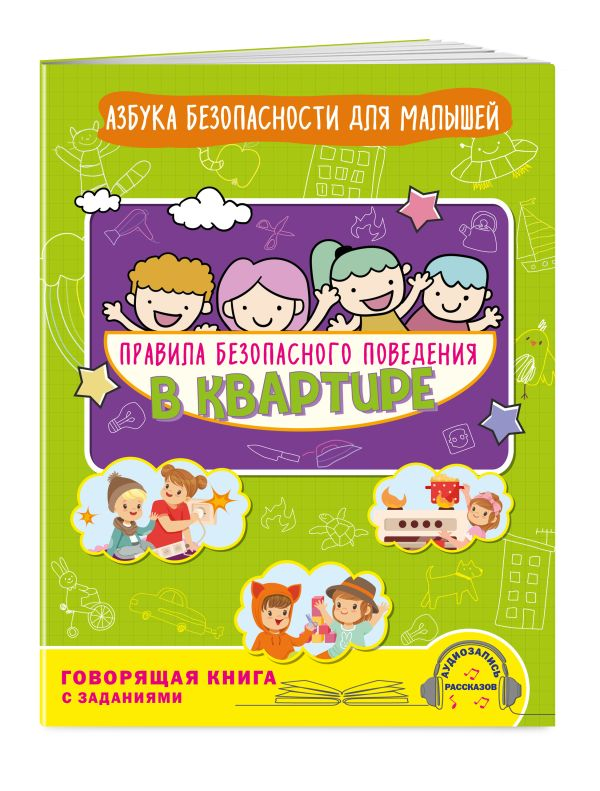 АЗБУКА БЕЗОПАСНОСТИ ДЛЯ МАЛЫШЕЙ
ПРАВИЛА БЕЗОПАСНОГО ПОВЕДЕНИЯ
В КВАРТИРЕ
ГОВОРЯЩАЯ КНИГА
С ЗАДАНИЯМИ
АУДИОЗАПИСЬ
РАССКАЗОВ